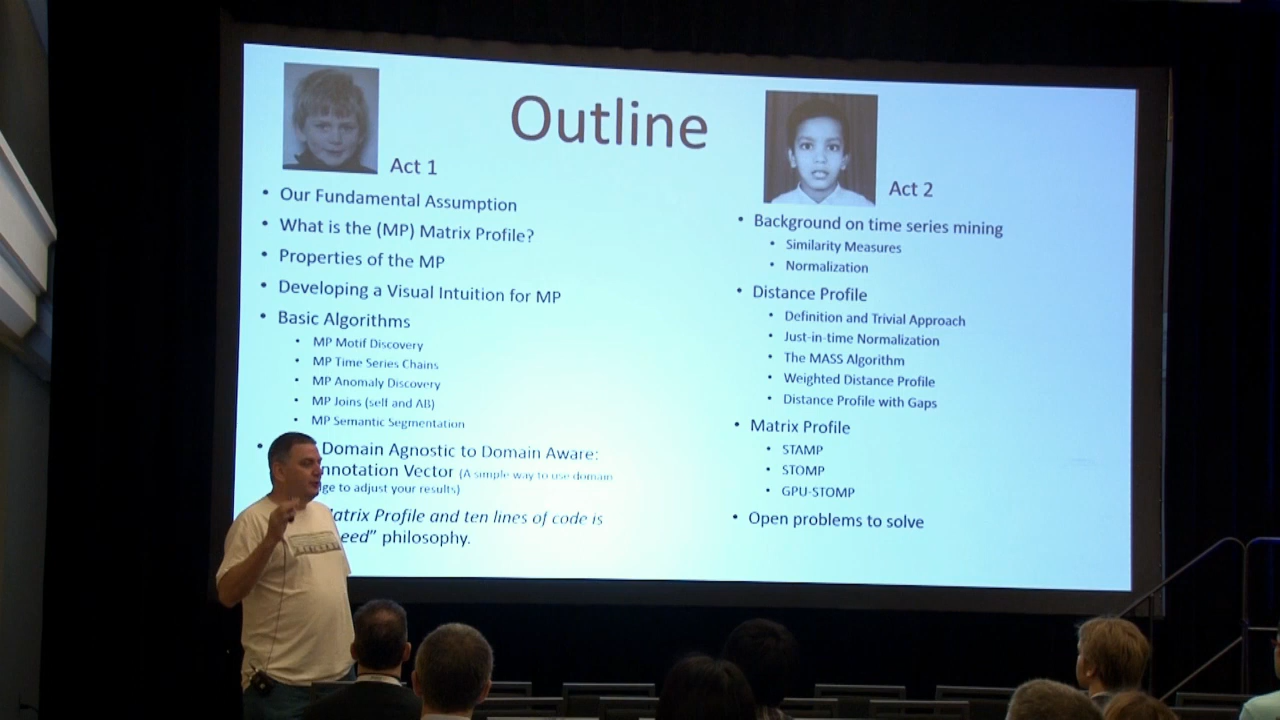 Outline
Act 1
• Our Fundamental Assumption
• What is the (MP) Matrix Profile?
• Properties of the MP
• Developing a Visual Intuition for MP
• Basic Algorithms
• MP Motif Discovery
• MP Time Series Chains
• MP Anomaly Discovery
• MP Joins (self and AB)
• MP Semantic Segmentation
• Domain Agnostic to Domain Aware:
nnotation Vector (A simple way to use domain
ge to adjust your results)
atrix Profile and ten lines of code is
eed” philosophy.
Act 2
• Background on time series mining
• Similarity Measures
• Normalization
• Distance Profile
• Definition and Trivial Approach
• Just-in-time Normalization
• The MASS Algorithm
• Weighted Distance Profile
• Distance Profile with Gaps
• Matrix Profile
• STAMP
• STOMP
• GPU-STOMP
• Open problems to solve